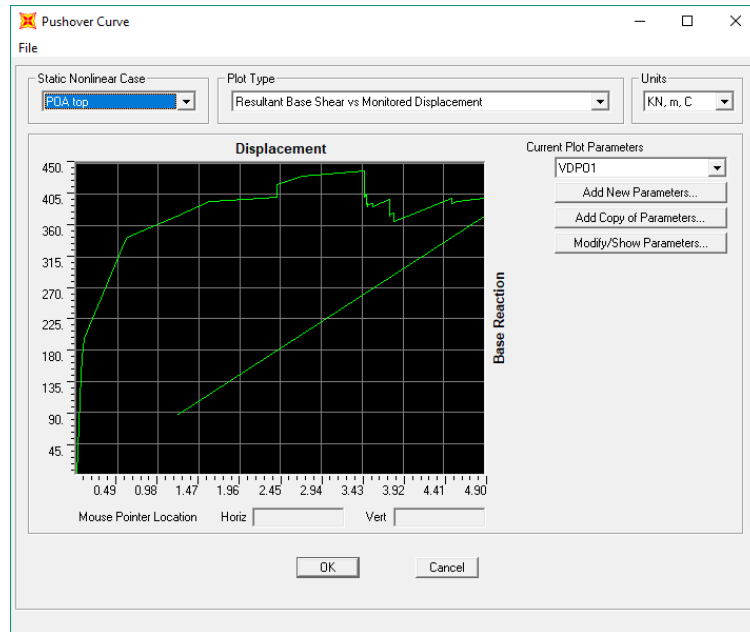 Pushover Curve
File
Static Nonlinear Case
Plot Type
Units
POA top
Resultant Base Shear vs Monitored Displacement
KN, m, C
Displacement
Current Plot Parameters
VDPO1
Add New Parameters...
Add Copy of Parameters...
Modify/Show Parameters...
450.
405.
360.
315.
270.
225.
180.
135.
90.
45.
Base Reaction
0.49 0.98 1.47 1.96 2.45 2.94 3.43 3.92 4.41 4.90
Mouse Pointer Location Horiz Vert
OK Cancel